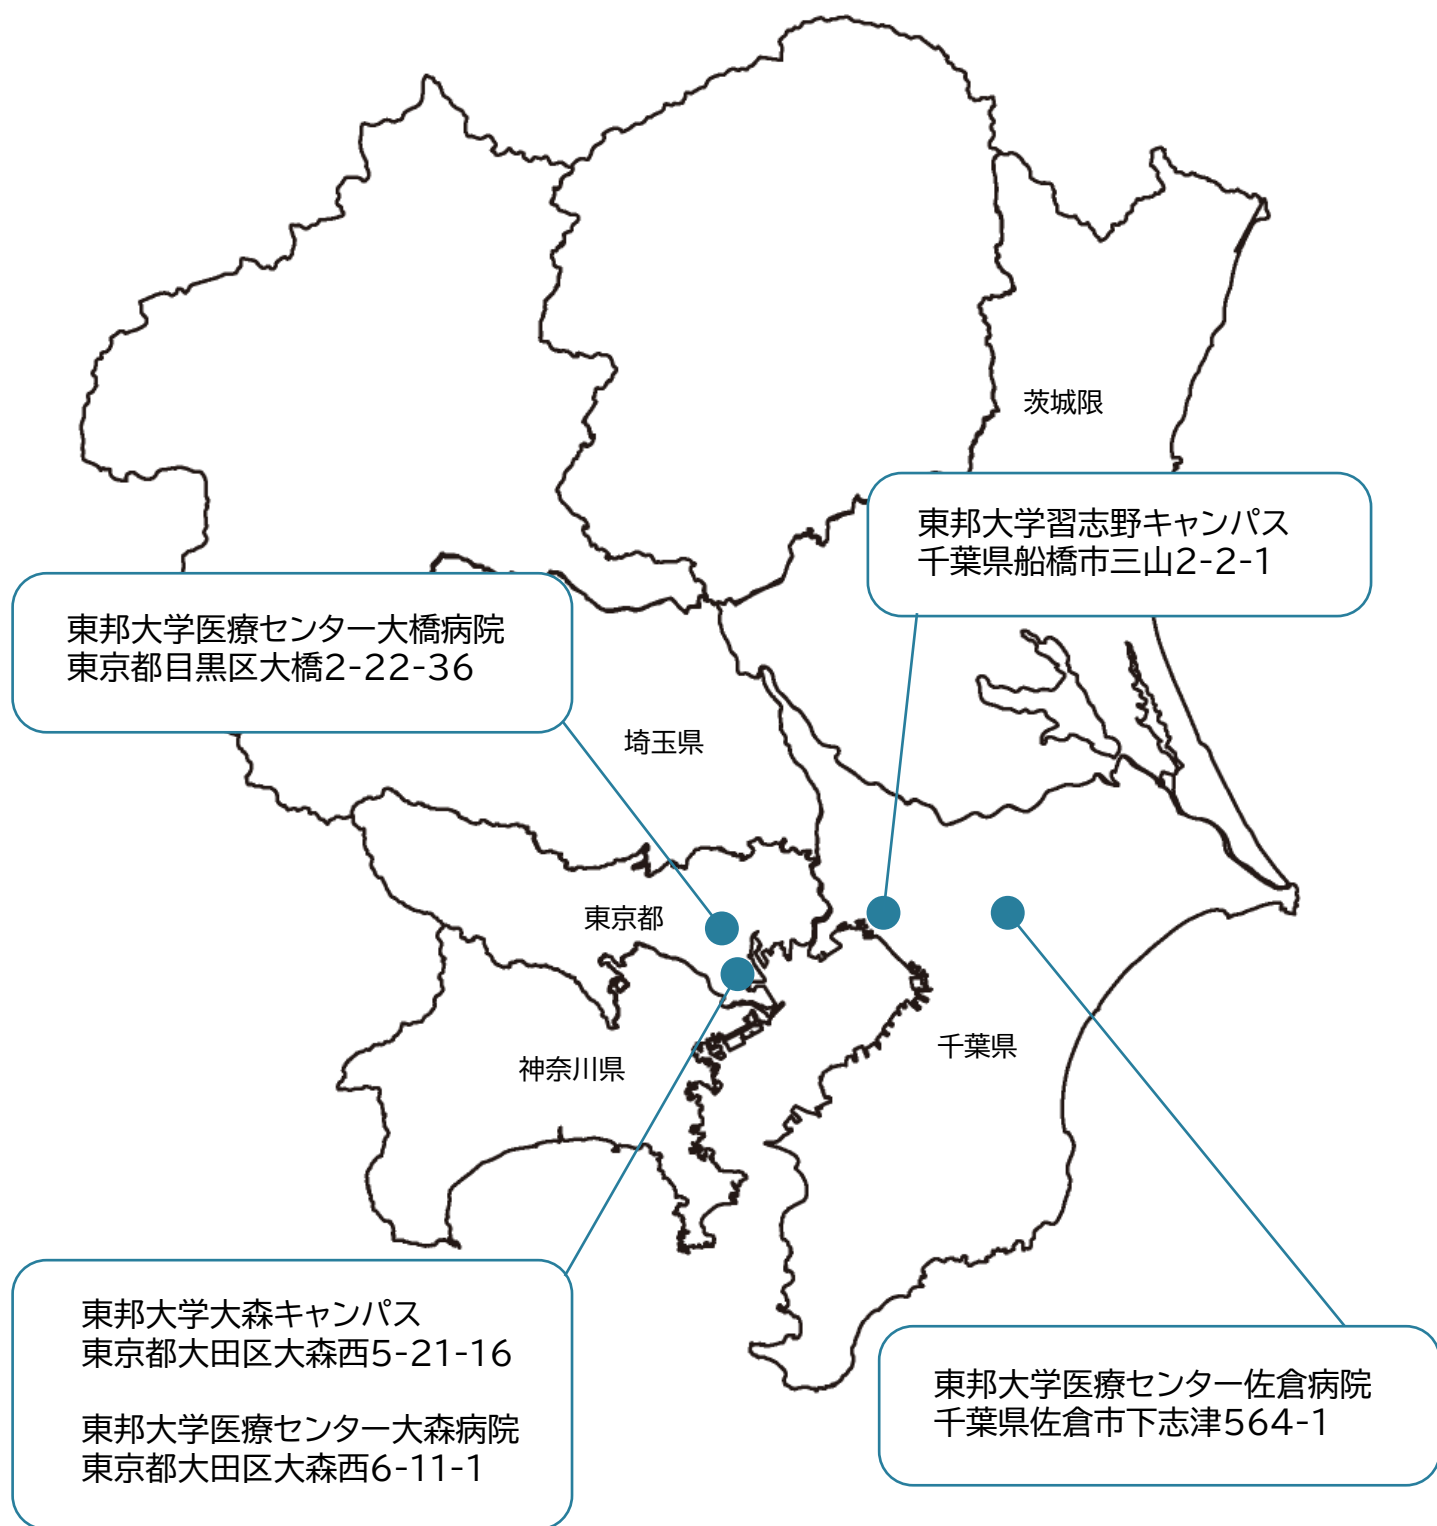 茨城限
東邦大学習志野キャンパス
千葉県船橋市三山2-2-1
東邦大学医療センター大橋病院
東京都目黒区大橋2-22-36
埼玉県
東京都
千葉県
神奈川県
東邦大学大森キャンパス
東京都大田区大森西5-21-16
東邦大学医療センター大森病院
東京都大田区大森西6-11-1
東邦大学医療センター佐倉病院
千葉県佐倉市下志津564-1